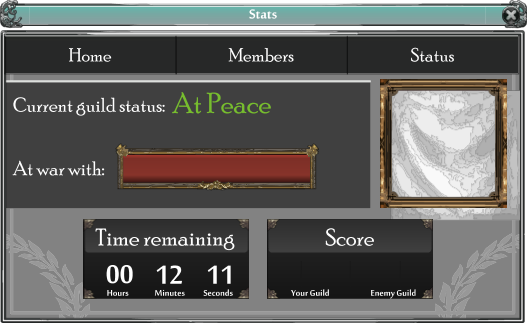 Stats
Home Members Status
Current guild status: At Peace
At war with:
Time remaining
00 12 11
Hours Minutes Seconds
Score
Your Guild Enemy Guild